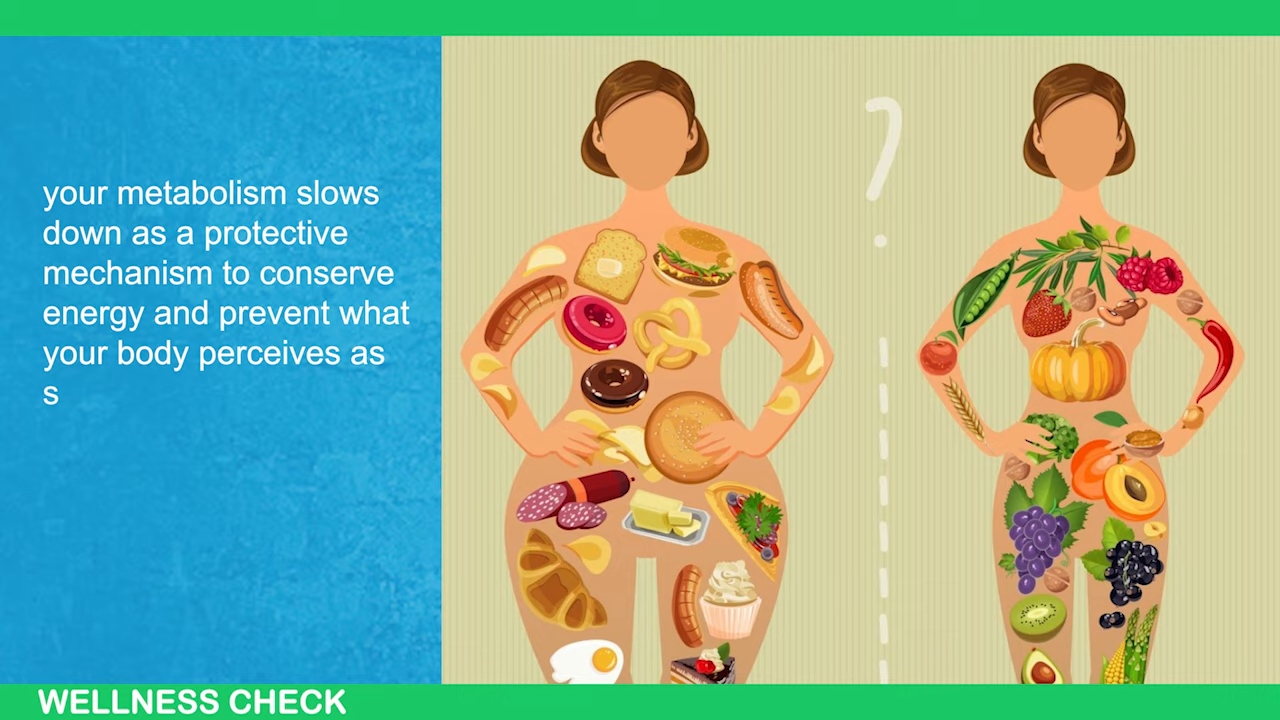 your metabolism slows
down as a protective
mechanism to conserve
energy and prevent what
your body perceives as
s
?
WELLNESS CHECK